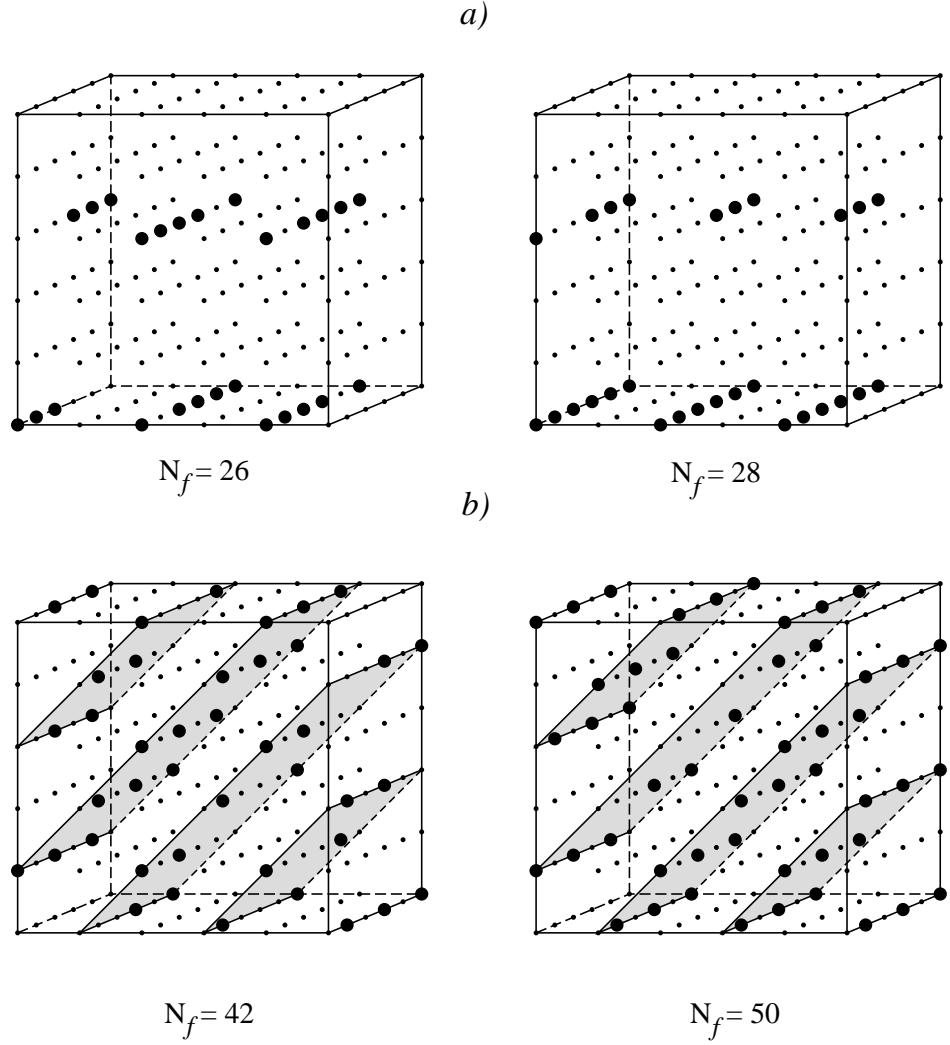 a)
N_f = 26
N_f = 28
b)
N_f = 42
N_f = 50